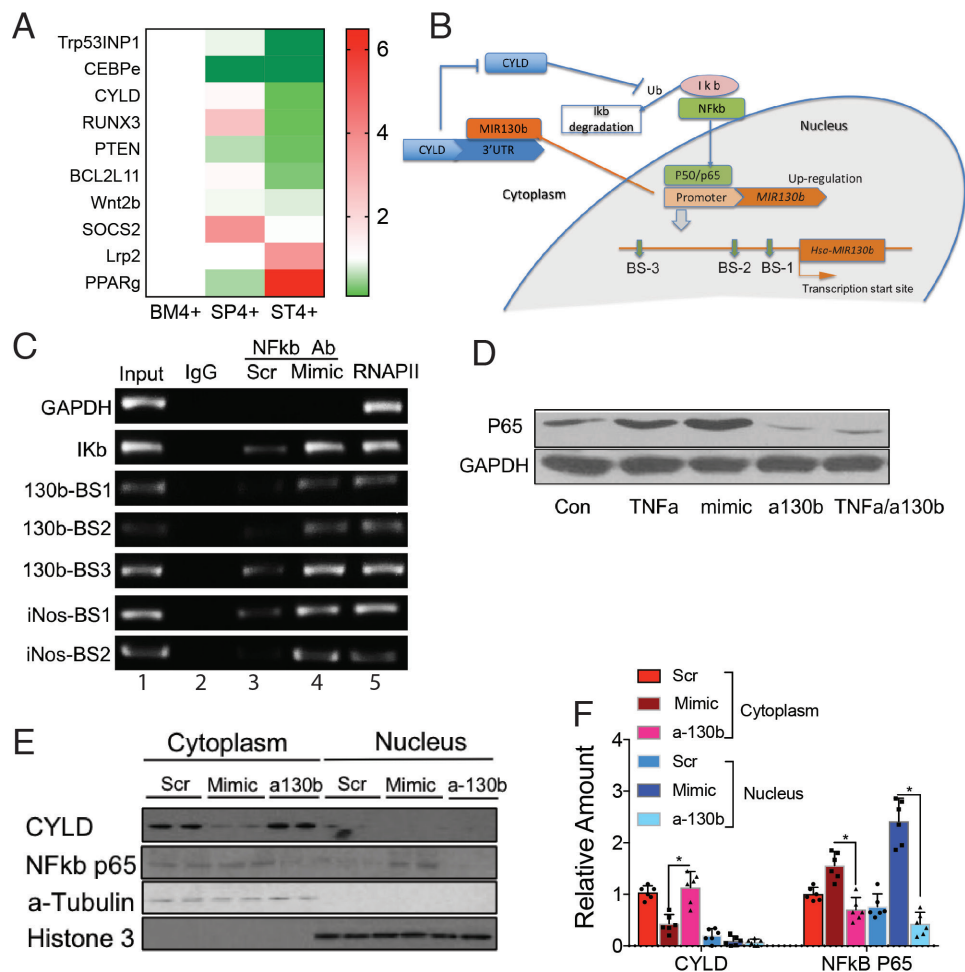 A
Trp53INP1
CEBPe
CYLD
RUNX3
PTEN
BCL2L11
Wnt2b
SOCS2
Lrp2
PPARg
BM4+ SP4+ ST4+
6
4
2
B
CYLD
Ub
Ikb
NFkb
Ikb
degradation
Nucleus
MIR130b
CYLD 3'UTR
Cytoplasm
P50/p65
Up-regulation
Promoter MIR130b
Hsa-MIR130b
BS-3 BS-2 BS-1
Transcription start site
C
NFkb Ab
Input IgG Scr Mimic RNAPII
GAPDH
IKb
130b-BS1
130b-BS2
130b-BS3
iNos-BS1
iNos-BS2
1 2 3 4 5
D
P65
GAPDH
Con TNFa mimic a130b TNFa/a130b
E
Cytoplasm Nucleus
Scr Mimic a130b Scr Mimic a-130b
CYLD
NFkb p65
a-Tubulin
Histone 3
F
Scr
Mimic
a-130b
Cytoplasm
Scr
Mimic
a-130b
Nucleus
Relative Amount
4
3
2
1
0
* * *
CYLD NFkB P65